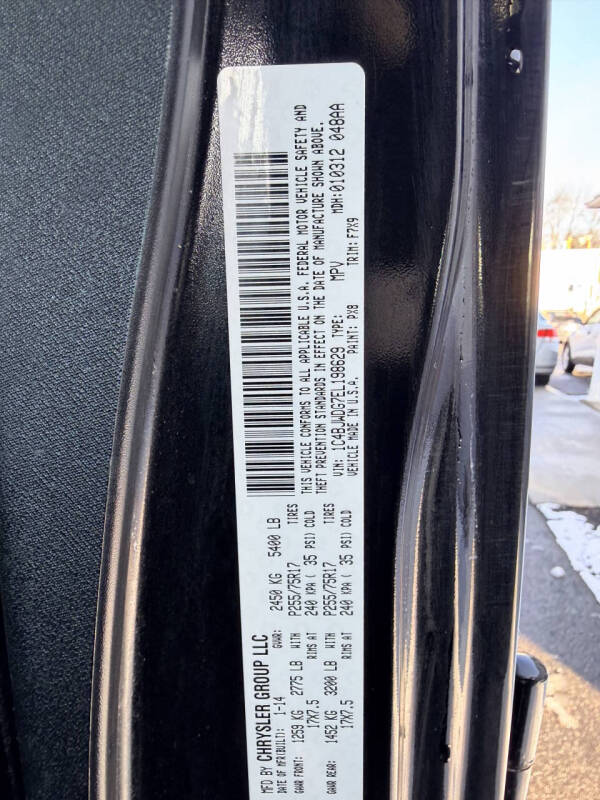 MFD BY CHRYSLER GROUP LLC
DATE OF MFR(BUILT): 1-14 GVWR: 2450 KG 5400 LB
GAWR FRONT: 1259 KG 2775 LB WITH P255/75R17 TIRES
17X7.5 RIMS AT 240 KPA ( 35 PSI) COLD
GAWR REAR: 1452 KG 3200 LB WITH P255/75R17 TIRES
17X7.5 RIMS AT 240 KPA ( 35 PSI) COLD
THIS VEHICLE CONFORMS TO ALL APPLICABLE U.S.A. FEDERAL MOTOR VEHICLE SAFETY AND
THEFT PREVENTION STANDARDS IN EFFECT ON THE DATE OF MANUFACTURE SHOWN ABOVE.
VIN: 1C4BJWDG7EL198629 TYPE: MPV MDH:010312 048AA
VEHICLE MADE IN U.S.A. PAINT: PX8 TRIM: F7X9